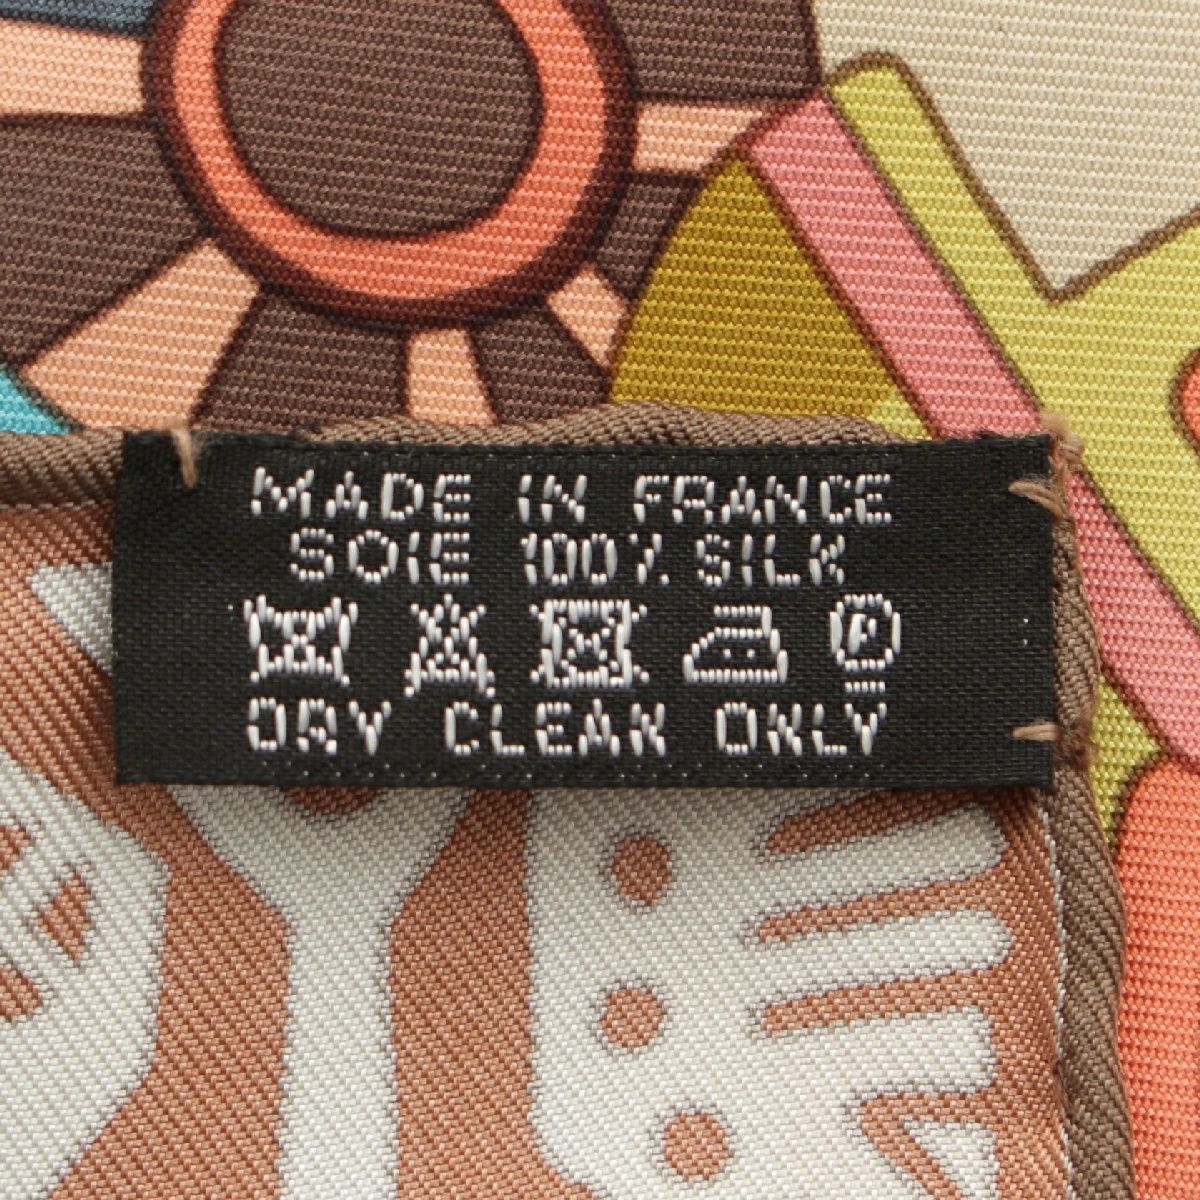 MADE IN FRANCE
SOIE 100% SILK
P
DRY CLEAN ONLY